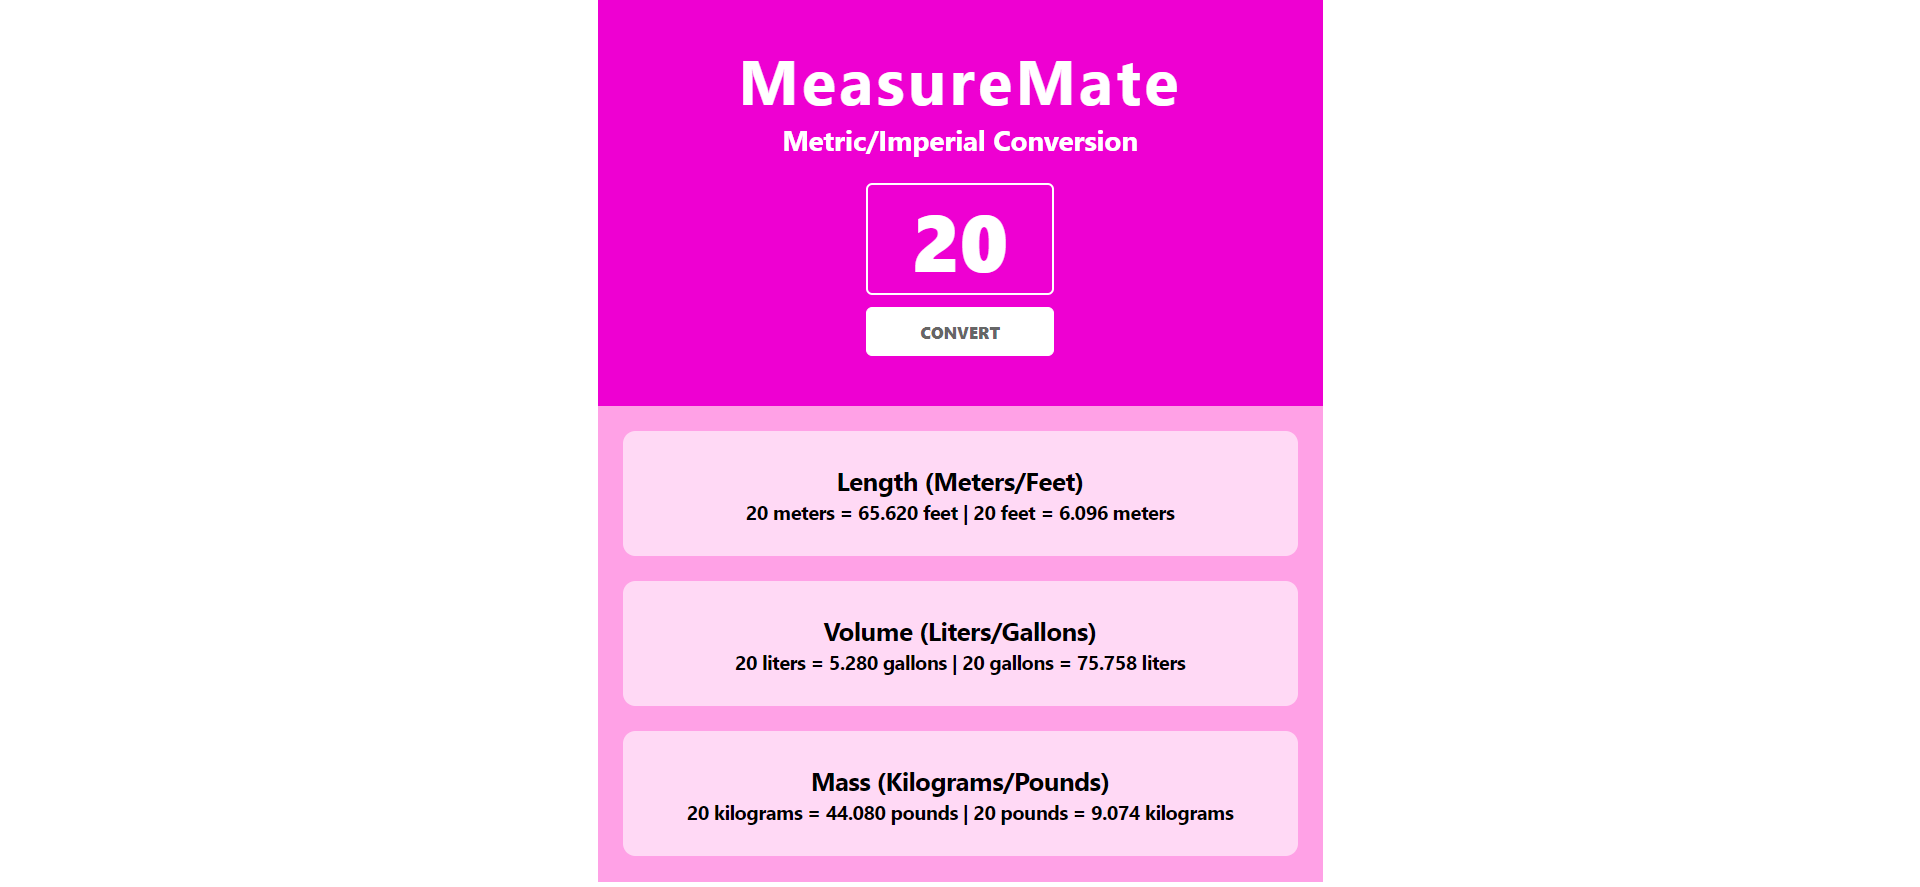 MeasureMate
Metric/Imperial Conversion
20
CONVERT
Length (Meters/Feet)
20 meters = 65.620 feet | 20 feet = 6.096 meters
Volume (Liters/Gallons)
20 liters = 5.280 gallons | 20 gallons = 75.758 liters
Mass (Kilograms/Pounds)
20 kilograms = 44.080 pounds | 20 pounds = 9.074 kilograms